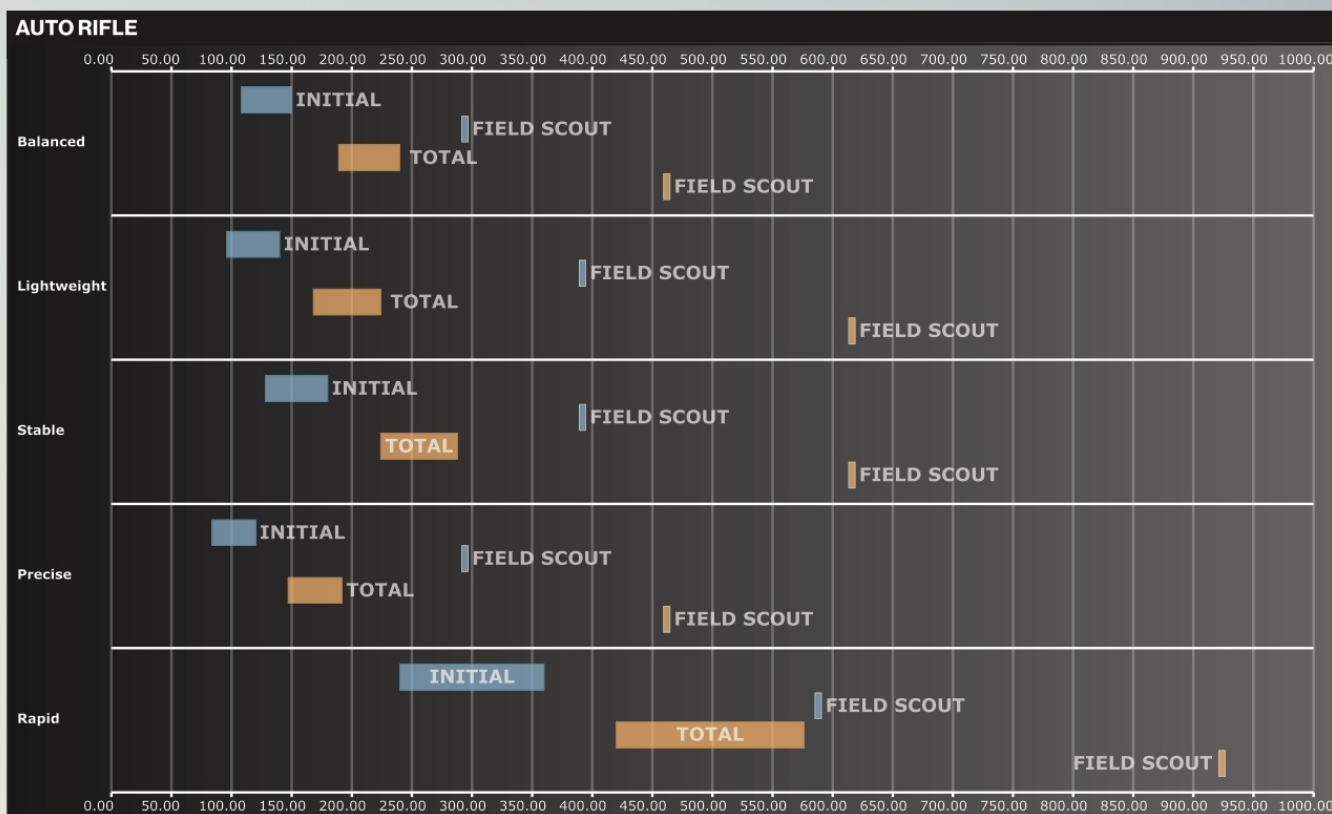 AUTO RIFLE
0.00 50.00 100.00 150.00 200.00 250.00 300.00 350.00 400.00 450.00 500.00 550.00 600.00 650.00 700.00 750.00 800.00 850.00 900.00 950.00 1000.00
INITIAL
FIELD SCOUT
Balanced
TOTAL
FIELD SCOUT
INITIAL
FIELD SCOUT
Lightweight
TOTAL
FIELD SCOUT
INITIAL
FIELD SCOUT
Stable
TOTAL
FIELD SCOUT
INITIAL
FIELD SCOUT
Precise
TOTAL
FIELD SCOUT
INITIAL
FIELD SCOUT
Rapid
TOTAL
FIELD SCOUT
0.00 50.00 100.00 150.00 200.00 250.00 300.00 350.00 400.00 450.00 500.00 550.00 600.00 650.00 700.00 750.00 800.00 850.00 900.00 950.00 1000.00